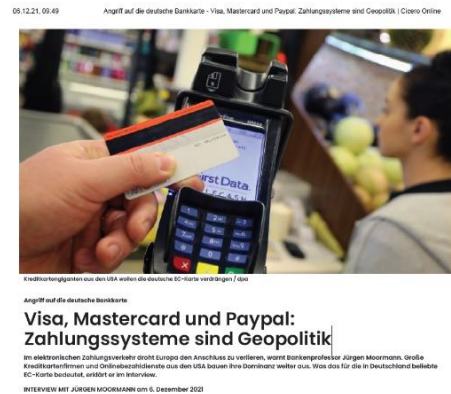 06.12.21, 09:49 Angriff auf die deutsche Bankkarte - Visa, Mastercard und Paypal: Zahlungssysteme sind Geopolitik | Cicero Online
First Data.
Kreditkartengiganten aus den USA wollen die deutsche EC-Karte verdrängen / dpa
Angriff auf die deutsche Bankkarte
Visa, Mastercard und Paypal:
Zahlungssysteme sind Geopolitik
Im elektronischen Zahlungsverkehr droht Europa den Anschluss zu verlieren, warnt Bankenprofessor Jürgen Moormann. Große
Kreditkartenfirmen und Onlinebezahldienste aus den USA bauen ihre Dominanz weiter aus. Was das für die in Deutschland beliebte
EC-Karte bedeutet, erklärt er im Interview.
INTERVIEW MIT JÜRGEN MOORMANN am 6. Dezember 2021